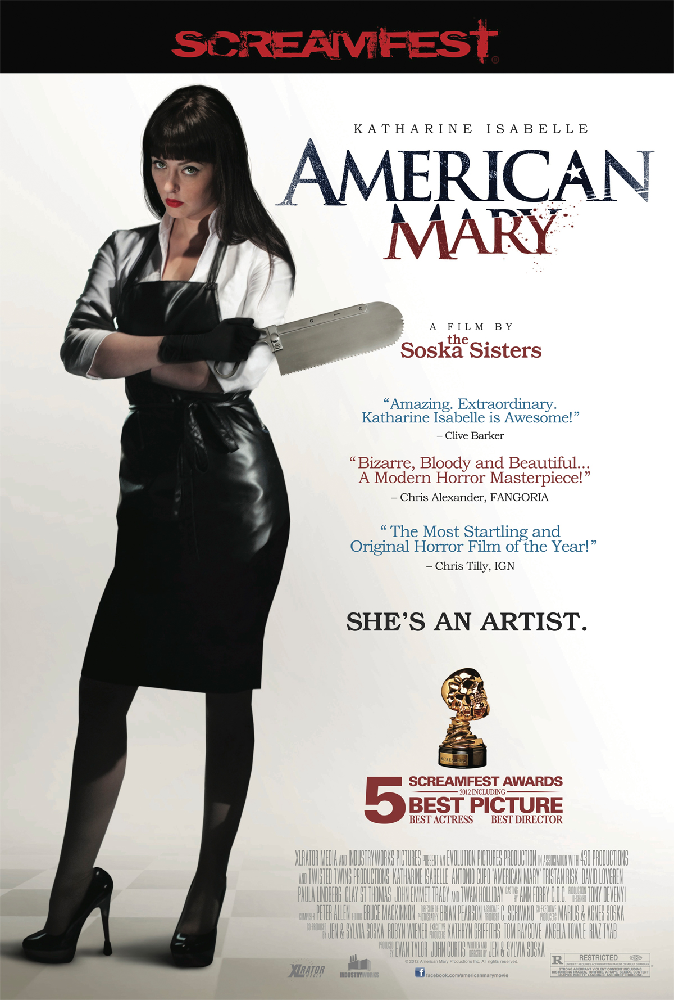 SCREAMFEST®
KATHARINE ISABELLE
AMERICAN
MARY
A FILM BY
the
Soska Sisters
“Amazing. Extraordinary.
Katharine Isabelle is Awesome!”
– Clive Barker
“Bizarre, Bloody and Beautiful...
A Modern Horror Masterpiece!”
– Chris Alexander, FANGORIA
“The Most Startling and
Original Horror Film of the Year!”
– Chris Tilly, IGN
SHE’S AN ARTIST.
SCREAMFEST
5 SCREAMFEST AWARDS
2012 INCLUDING
BEST PICTURE
BEST ACTRESS BEST DIRECTOR
XLRATOR MEDIA AND INDUSTRYWORKS PICTURES PRESENT AN EVOLUTION PICTURES PRODUCTION IN ASSOCIATION WITH 430 PRODUCTIONS
AND TWISTED TWINS PRODUCTIONS KATHARINE ISABELLE ANTONIO CUPO "AMERICAN MARY" TRISTAN RISK DAVID LOVGREN
PAULA LINDBERG CLAY ST THOMAS JOHN EMMET TRACY AND TWAN HOLLIDAY CASTING BY ANN FORRY C.D.C. PRODUCTION DESIGNER TONY DEVENYI
COMPOSER PETER ALLEN EDITOR BRUCE MACKINNON DIRECTOR OF PHOTOGRAPHY BRIAN PEARSON ASSOCIATE PRODUCER C. SCRIVANO CO-EXECUTIVE PRODUCERS MARIUS & AGNES SOSKA
CO-PRODUCED BY JEN & SYLVIA SOSKA ROBYN WIENER EXECUTIVE PRODUCERS KATHRYN GRIFFITHS TOM RAYCOVE ANGELA TOWLE RIAZ TYAB
PRODUCED BY EVAN TYLOR JOHN CURTIS WRITTEN AND DIRECTED BY JEN & SYLVIA SOSKA
© 2012 American Mary Productions Inc. All rights reserved.
XLRATOR
MEDIA
INDUSTRYWORKS
f facebook.com/americanmarymovie
R RESTRICTED
UNDER 17 REQUIRES ACCOMPANYING PARENT OR ADULT GUARDIAN
STRONG ABERRANT VIOLENT CONTENT INCLUDING
DISTURBING IMAGES, TORTURE, A RAPE, SEXUAL CONTENT
GRAPHIC NUDITY, LANGUAGE AND BRIEF DRUG USE.